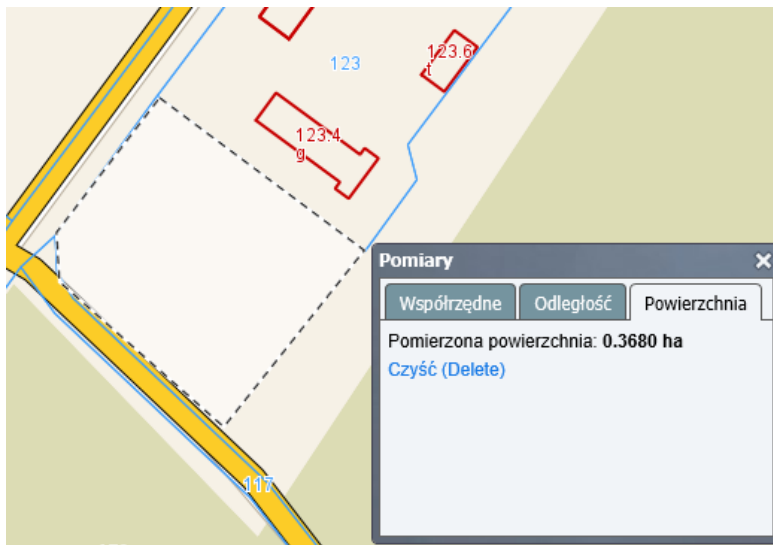 123.6
t
123
123.4
g
Pomiary
Współrzędne
Odległość
Powierzchnia
Pomierzona powierzchnia: 0.3680 ha
Czyść (Delete)
117